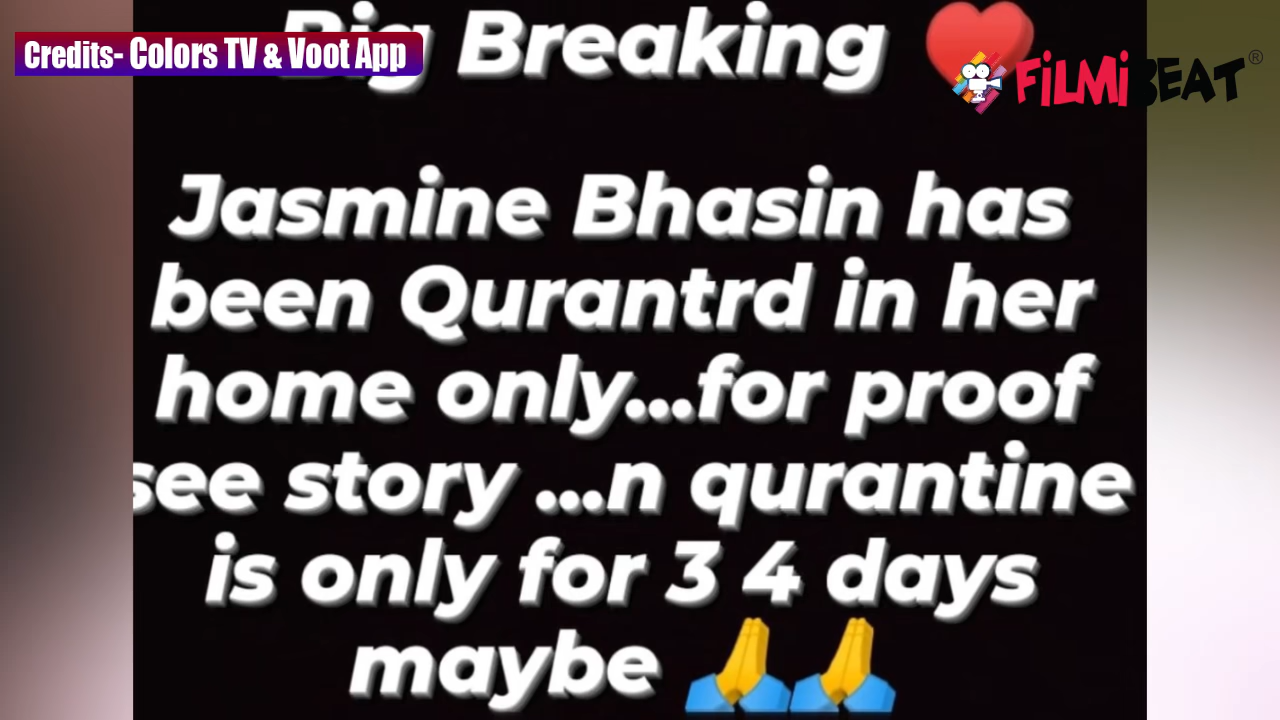 Credits- Colors TV & Voot App
Big Breaking ❤️
FiLMiBEAT®
Jasmine Bhasin has
been Qurantrd in her
home only...for proof
see story ...n qurantine
is only for 3 4 days
maybe 🙏🙏